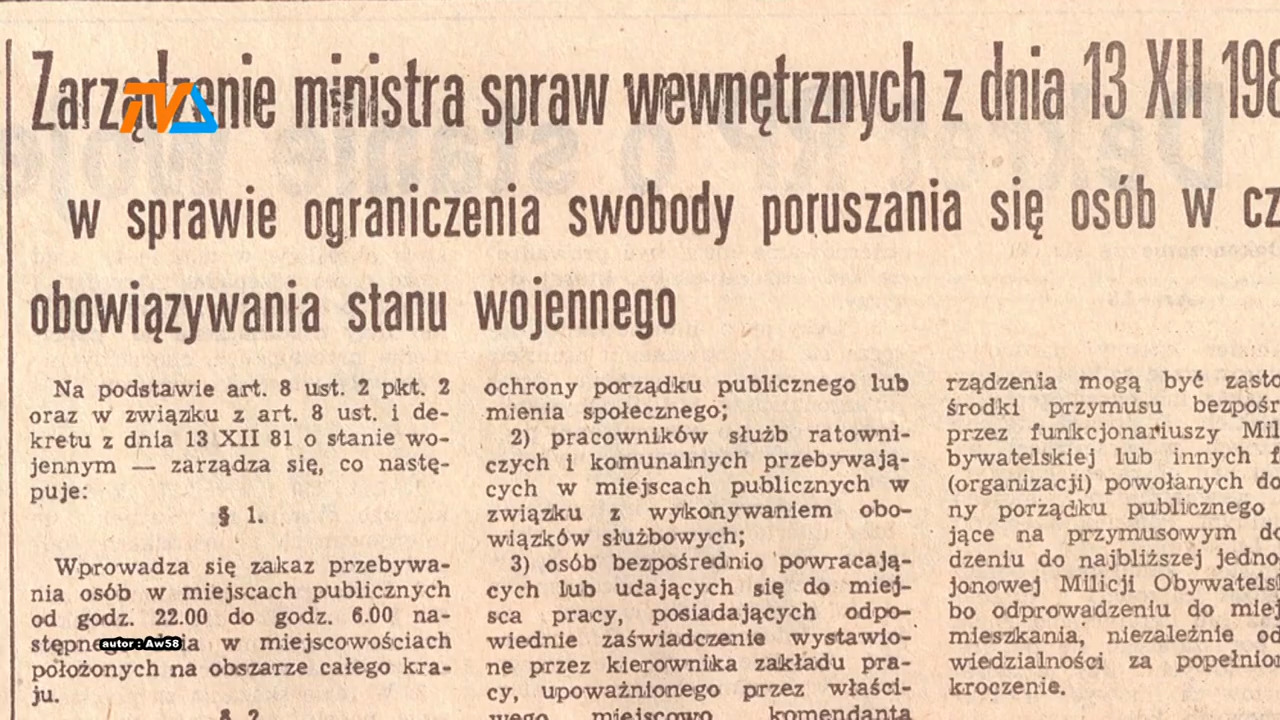 Zarządzenie ministra spraw wewnętrznych z dnia 13 XII 198
TVA
w sprawie ograniczenia swobody poruszania się osób w cz
obowiązywania stanu wojennego
Na podstawie art. 8 ust. 2 pkt. 2
oraz w związku z art. 8 ust. i de-
kretu z dnia 13 XII 81 o stanie wo-
jennym — zarządza się, co nastę-
puje:
§ 1.
Wprowadza się zakaz przebywa-
nia osób w miejscach publicznych
od godz. 22.00 do godz. 6.00 na-
stępnego dnia w miejscowościach
autor : Aw58
położonych na obszarze całego kra-
ju.
§ 2
ochrony porządku publicznego lub
mienia społecznego;
2) pracowników służb ratowni-
czych i komunalnych przebywają-
cych w miejscach publicznych w
związku z wykonywaniem obo-
wiązków służbowych;
3) osób bezpośrednio powracają-
cych lub udających się do miej-
sca pracy, posiadających odpo-
wiednie zaświadczenie wystawio-
ne przez kierownika zakładu pra-
cy, upoważnionego przez właści-
wego miejscowo komendanta
rządzenia mogą być zasto
środki przymusu bezpośr
przez funkcjonariuszy Mil
bywatelskiej lub innych f
(organizacji) powołanych do
ny porządku publicznego
jące na przymusowym do
dzeniu do najbliższej jedno
jonowej Milicji Obywatels
bo odprowadzeniu do miej
mieszkania, niezależnie od
wiedzialności za popełnio
kroczenie.